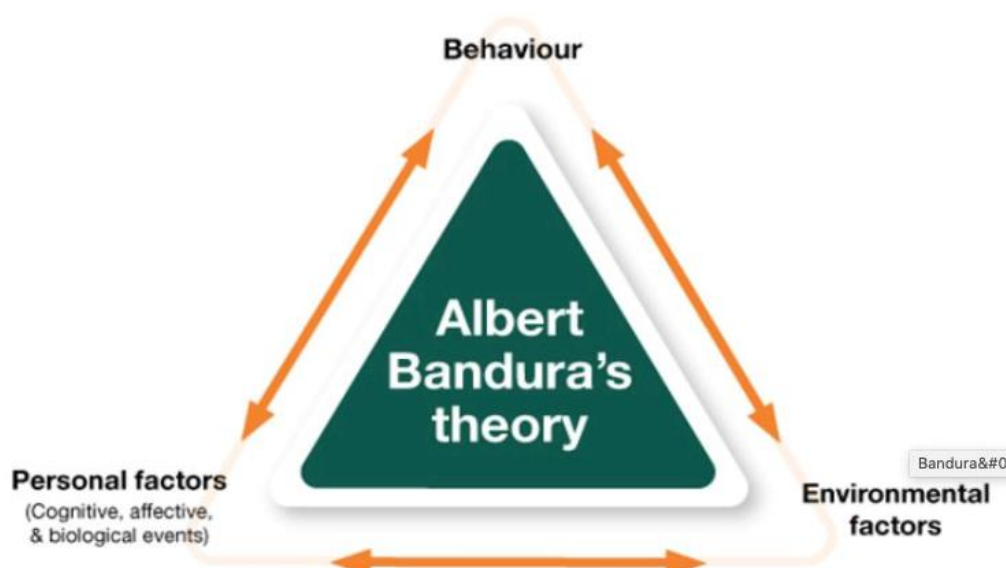 Behaviour
Albert
Bandura’s
theory
Personal factors
(Cognitive, affective,
& biological events)
Bandura&#0
Environmental
factors